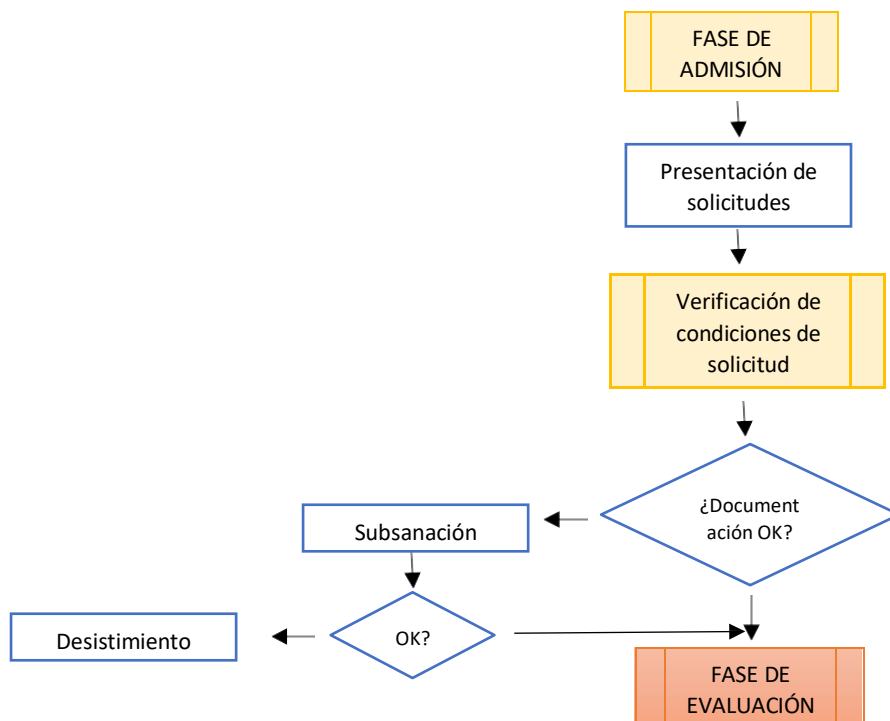 FASE DE
ADMISIÓN
Presentación de
solicitudes
Verificación de
condiciones de
solicitud
¿Document
ación OK?
Subsanación
OK?
Desistimiento
FASE DE
EVALUACIÓN